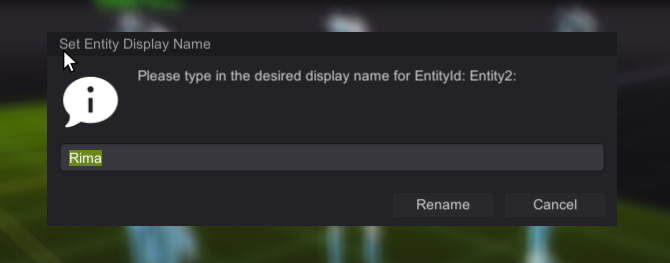 Set Entity Display Name
Please type in the desired display name for EntityId: Entity2:
Rima
Rename Cancel